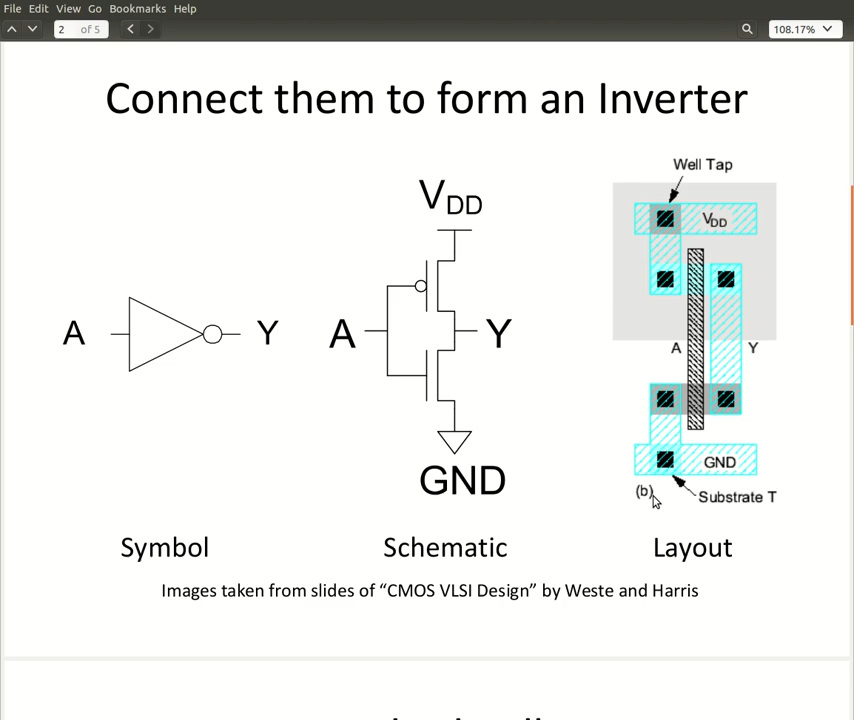 File Edit View Go Bookmarks Help
2 of 5
108.17%
Connect them to form an Inverter
Well Tap
VDD
VDD
A
Y
A
Y
A
Y
GND
GND
(b)
Substrate T
Symbol
Schematic
Layout
Images taken from slides of “CMOS VLSI Design” by Weste and Harris